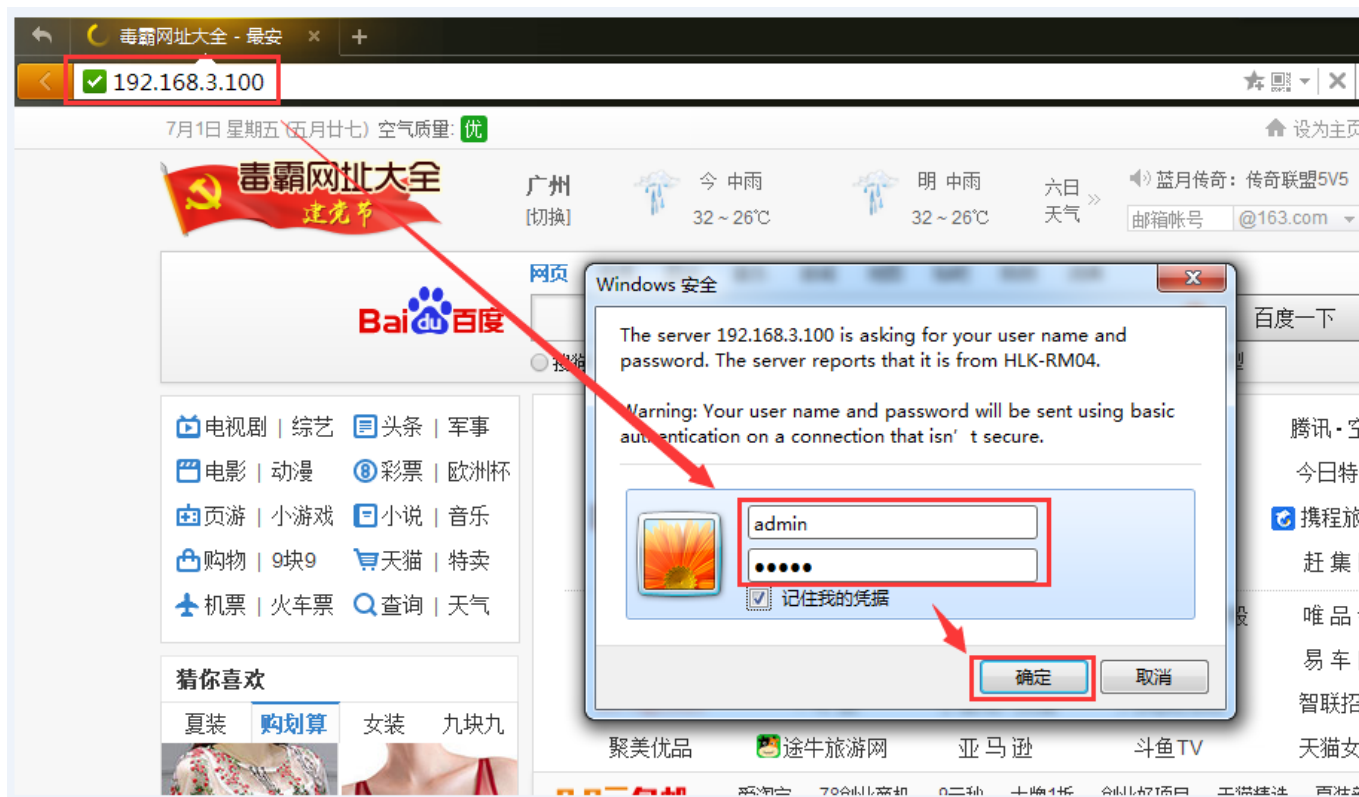 毒霸网址大全 - 最安
192.168.3.100
7月1日 星期五 (五月廿七) 空气质量: 优
设为主页
毒霸网址大全
建党节
广州
[切换]
今 中雨
32 ~ 26℃
明 中雨
32 ~ 26℃
六日
天气
蓝月传奇：传奇联盟5V5
邮箱帐号
@163.com
网页
Bai du 百度
百度一下
搜狗
Windows 安全
The server 192.168.3.100 is asking for your user name and
password. The server reports that it is from HLK-RM04.
Warning: Your user name and password will be sent using basic
authentication on a connection that isn't secure.
admin
●●●●●
记住我的凭据
确定
取消
电视剧 | 综艺 头条 | 军事
电影 | 动漫 彩票 | 欧洲杯
页游 | 小游戏 小说 | 音乐
购物 | 9块9 天猫 | 特卖
机票 | 火车票 查询 | 天气
腾讯 ·
今日特
携程旅
赶 集
唯 品
易 车
智联招
猜你喜欢
夏装 购划算 女装 九块九
聚美优品 途牛旅游网 亚 马 逊 斗鱼TV 天猫女